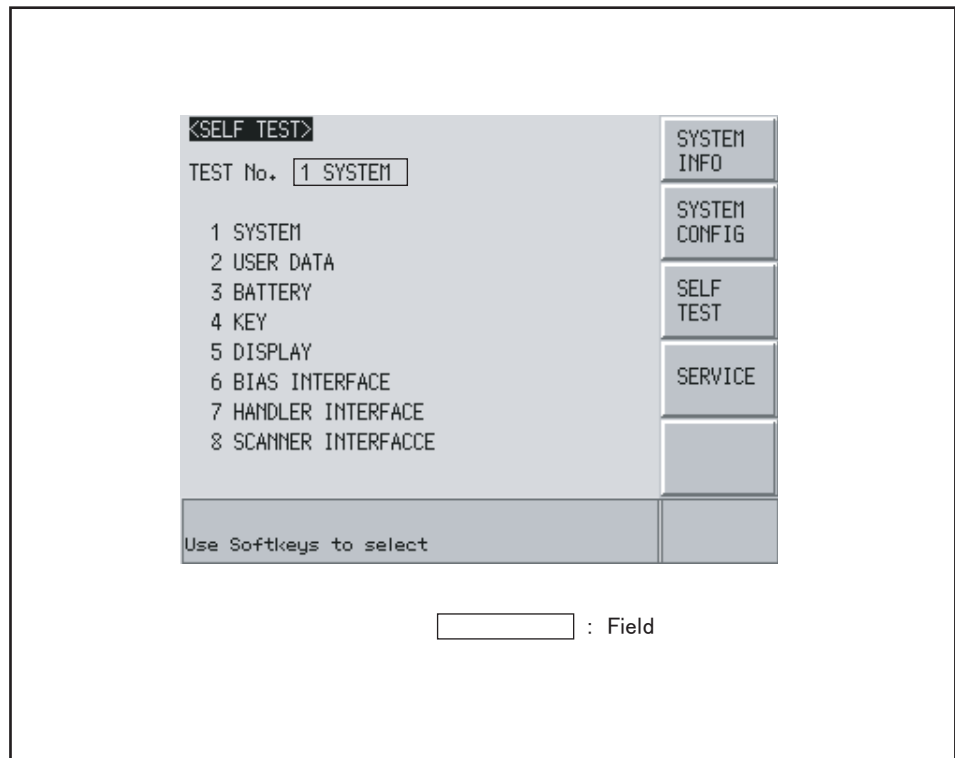 <SELF TEST>
TEST No. 1 SYSTEM
1 SYSTEM
2 USER DATA
3 BATTERY
4 KEY
5 DISPLAY
6 BIAS INTERFACE
7 HANDLER INTERFACE
8 SCANNER INTERFACCE
Use Softkeys to select
SYSTEM
INFO
SYSTEM
CONFIG
SELF
TEST
SERVICE
: Field